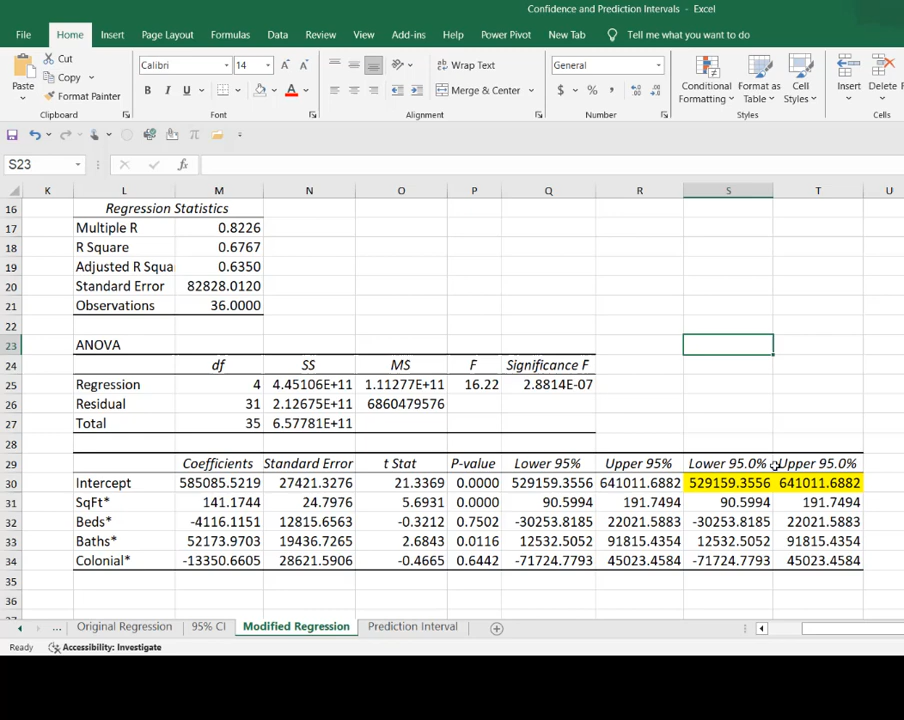 Confidence and Prediction Intervals - Excel
File Home Insert Page Layout Formulas Data Review View Add-ins Help Power Pivot New Tab Tell me what you want to do
Paste
Cut
Copy
Format Painter
Clipboard
Calibri 14 A A
B I U A
Font
ab Wrap Text
Merge & Center
Alignment
General
$ % ,
Number
Conditional Formatting
Format as Table
Cell Styles
Styles
Insert Delete
Cells
S23 fx
K L M N O P Q R S T U
16 Regression Statistics
17 Multiple R 0.8226
18 R Square 0.6767
19 Adjusted R Squa 0.6350
20 Standard Error 82828.0120
21 Observations 36.0000
22
23 ANOVA
24 df SS MS F Significance F
25 Regression 4 4.45106E+11 1.11277E+11 16.22 2.8814E-07
26 Residual 31 2.12675E+11 6860479576
27 Total 35 6.57781E+11
28
29 Coefficients Standard Error t Stat P-value Lower 95% Upper 95% Lower 95.0% Upper 95.0%
30 Intercept 585085.5219 27421.3276 21.3369 0.0000 529159.3556 641011.6882 529159.3556 641011.6882
31 SqFt* 141.1744 24.7976 5.6931 0.0000 90.5994 191.7494 90.5994 191.7494
32 Beds* -4116.1151 12815.6563 -0.3212 0.7502 -30253.8185 22021.5883 -30253.8185 22021.5883
33 Baths* 52173.9703 19436.7265 2.6843 0.0116 12532.5052 91815.4354 12532.5052 91815.4354
34 Colonial* -13350.6605 28621.5906 -0.4665 0.6442 -71724.7793 45023.4584 -71724.7793 45023.4584
35
36
... Original Regression 95% CI Modified Regression Prediction Interval
Ready Accessibility: Investigate